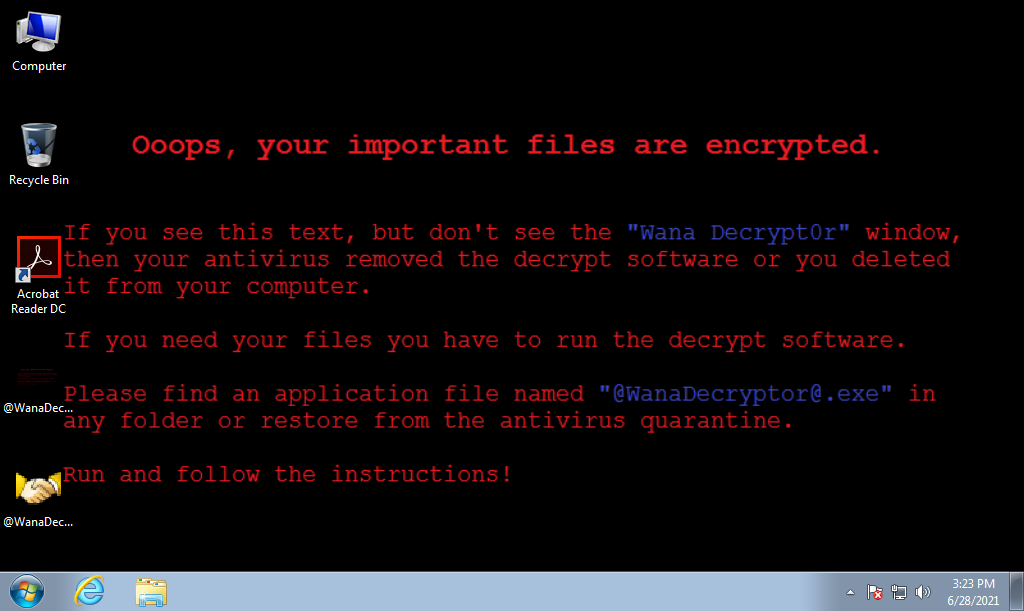 Computer
Recycle Bin
Acrobat
Reader DC
@WanaDec...
@WanaDec...
Ooops, your important files are encrypted.
If you see this text, but don't see the "Wana Decrypt0r" window,
then your antivirus removed the decrypt software or you deleted
it from your computer.
If you need your files you have to run the decrypt software.
Please find an application file named "@WanaDecryptor@.exe" in
any folder or restore from the antivirus quarantine.
Run and follow the instructions!
3:23 PM
6/28/2021